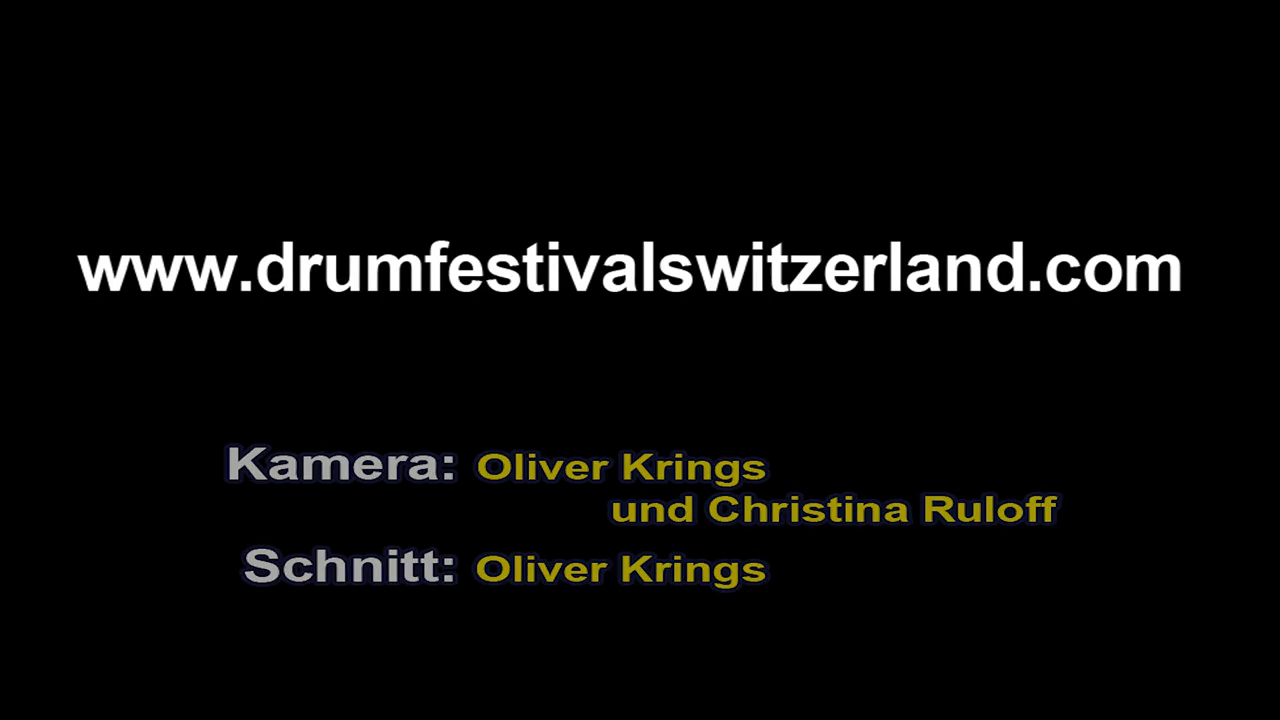 www.drumfestivalswitzerland.com
Kamera: Oliver Krings
und Christina Ruloff
Schnitt: Oliver Krings